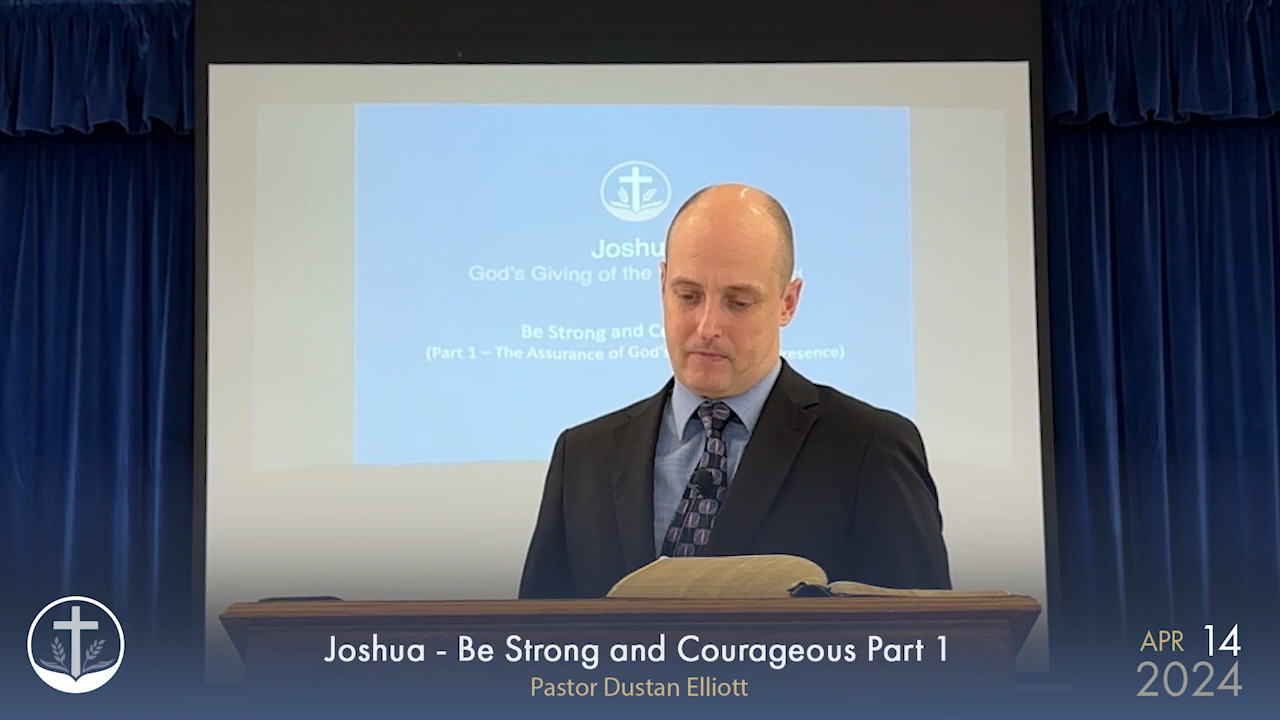 Joshu
God's Giving of the
Be Strong and Co
(Part 1 – The Assurance of God's resence)
Joshua - Be Strong and Courageous Part 1
Pastor Dustan Elliott
APR 14
2024